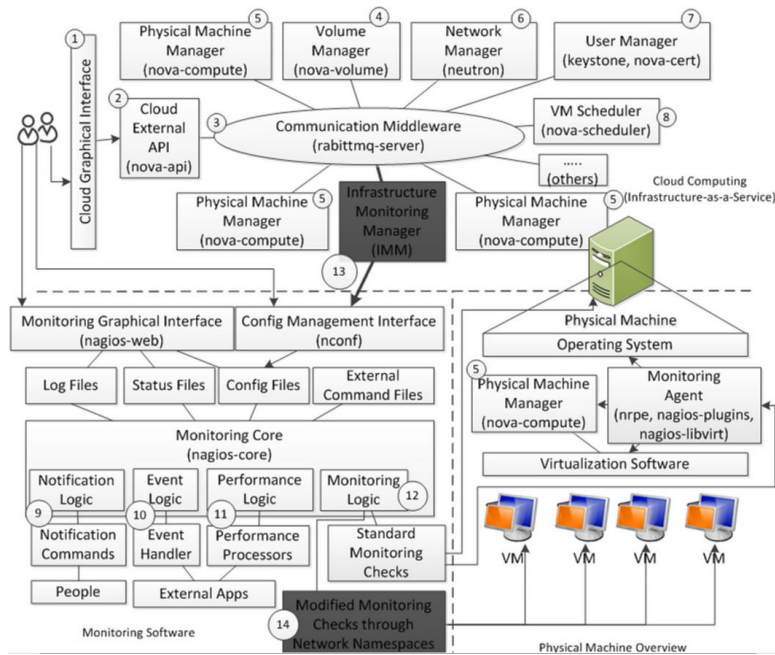 1
Cloud Graphical Interface
2
Cloud
External
API
(nova-api)
3
Physical Machine
Manager
(nova-compute)
5
Volume
Manager
(nova-volume)
4
Network
Manager
(neutron)
6
User Manager
(keystone, nova-cert)
7
Communication Middleware
(rabittmq-server)
VM Scheduler
(nova-scheduler)
8
.....
(others)
Physical Machine
Manager
(nova-compute)
5
Infrastructure
Monitoring
Manager
(IMM)
13
Physical Machine
Manager
(nova-compute)
5
Cloud Computing
(Infrastructure-as-a-Service)
Monitoring Graphical Interface
(nagios-web)
Config Management Interface
(nconf)
Log Files
Status Files
Config Files
External
Command Files
Monitoring Core
(nagios-core)
Notification
Logic
Event
Logic
Performance
Logic
Monitoring
Logic
12
9
10
11
Notification
Commands
Event
Handler
Performance
Processors
Standard
Monitoring
Checks
People
External Apps
14
Modified Monitoring
Checks through
Network Namespaces
Monitoring Software
Physical Machine
Operating System
5
Physical Machine
Manager
(nova-compute)
Monitoring
Agent
(nrpe, nagios-plugins,
nagios-libvirt)
Virtualization Software
VM
VM
VM
VM
Physical Machine Overview